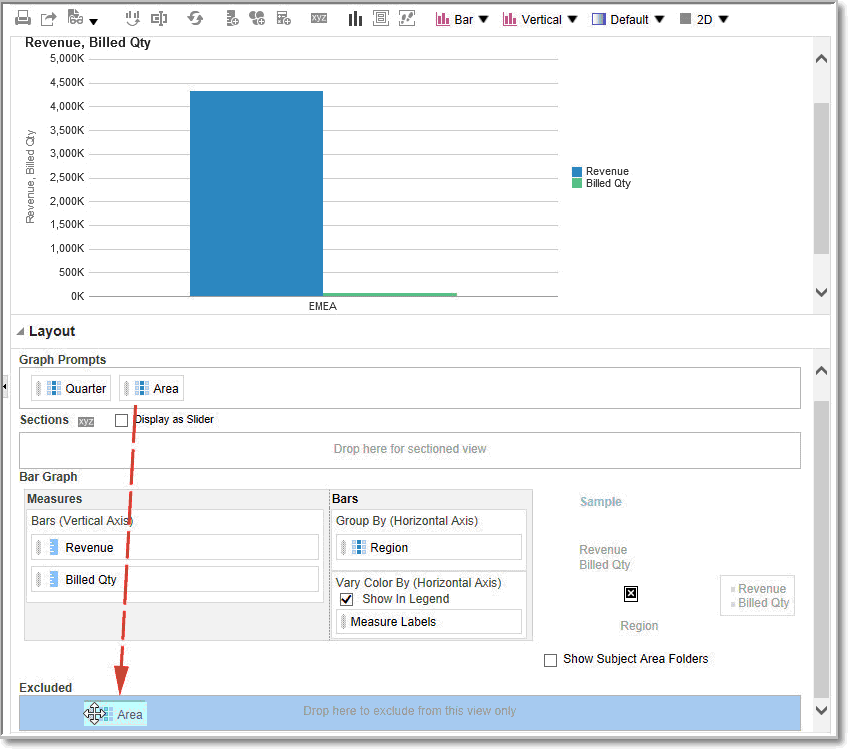 xyz Bar Vertical Default 2D
Revenue, Billed Qty
5,000K
4,500K
4,000K
3,500K
3,000K
2,500K
2,000K
1,500K
1,000K
500K
0K
Revenue, Billed Qty
EMEA
Revenue
Billed Qty
Layout
Graph Prompts
Quarter Area
Sections xyz Display as Slider
Drop here for sectioned view
Bar Graph
Measures
Bars (Vertical Axis)
Revenue
Billed Qty
Bars
Group By (Horizontal Axis)
Region
Vary Color By (Horizontal Axis)
Show In Legend
Measure Labels
Sample
Revenue
Billed Qty
Revenue
Billed Qty
Region
Show Subject Area Folders
Excluded
Area Drop here to exclude from this view only